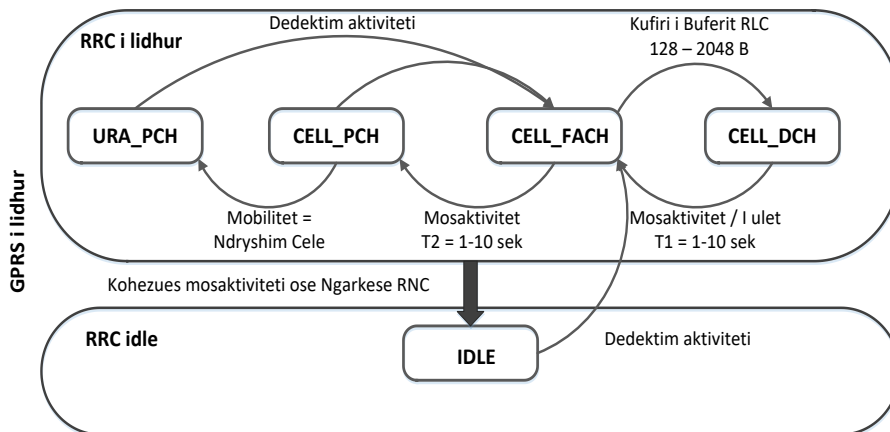 Dedektim aktiviteti
Kufiri i Buferit RLC
128 – 2048 B
RRC i lidhur
URA_PCH
CELL_PCH
CELL_FACH
CELL_DCH
Mobilitet =
Ndryshim Cele
Mosaktivitet
T2 = 1-10 sek
Mosaktivitet / I ulet
T1 = 1-10 sek
GPRS i lidhur
Kohezues mosaktiviteti ose Ngarkese RNC
RRC idle
IDLE
Dedektim aktiviteti